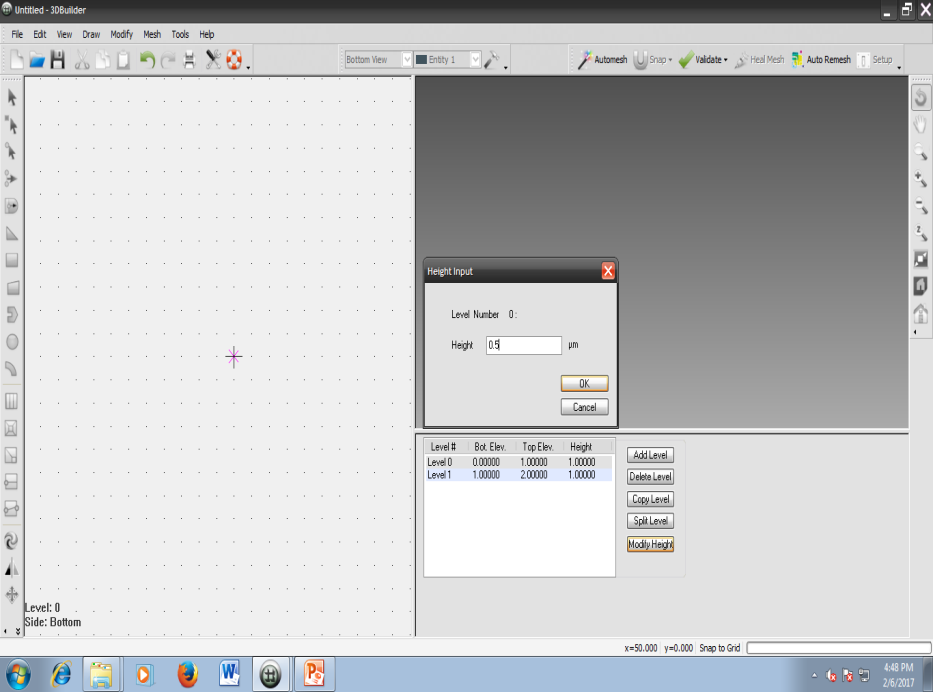 Untitled - 3DBuilder
File Edit View Draw Modify Mesh Tools Help
Bottom View Entity 1 Automesh Snap Validate Heal Mesh Auto Remesh Setup
Height Input
Level Number 0 :
Height 0.5 μm
OK
Cancel
Level # Bot. Elev. Top Elev. Height
Level 0 0.00000 1.00000 1.00000
Level 1 1.00000 2.00000 1.00000
Add Level
Delete Level
Copy Level
Split Level
Modify Height
Level: 0
Side: Bottom
x=50.000 y=0.000 Snap to Grid
4:48 PM
2/6/2017